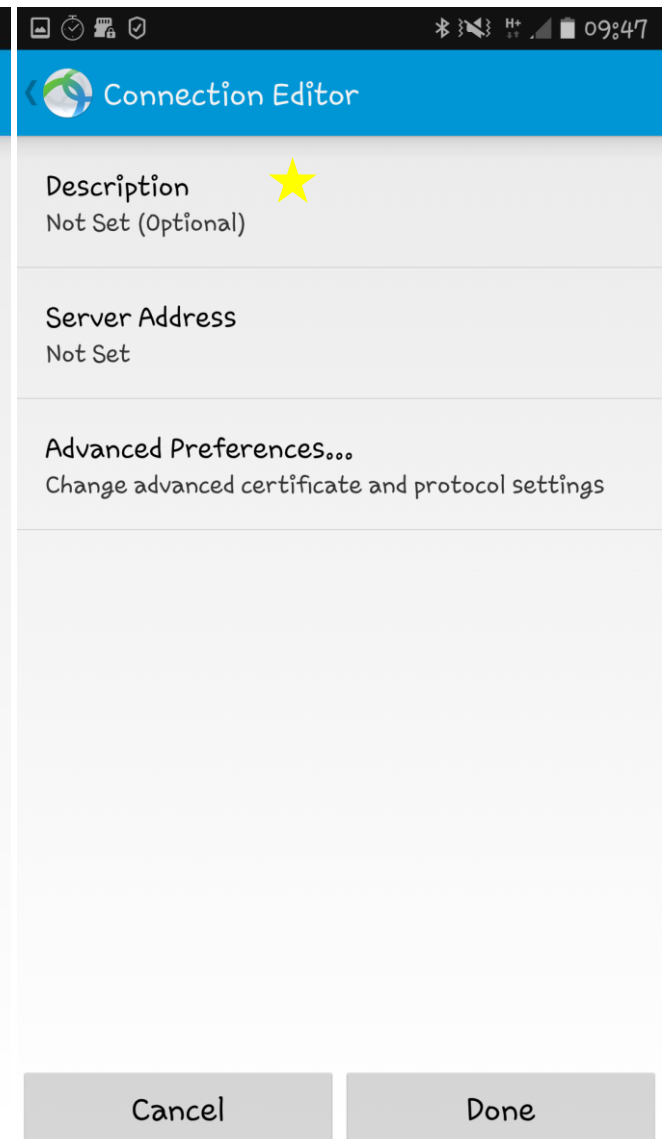 H+ 09:47
Connection Editor
Description
Not Set (Optional)
Server Address
Not Set
Advanced Preferences...
Change advanced certificate and protocol settings
Cancel Done